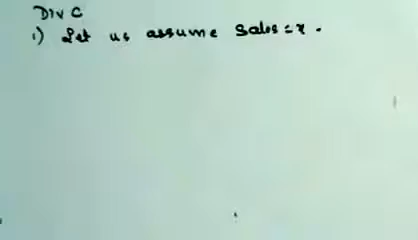 Div C
1) Let us assume Sales = x.